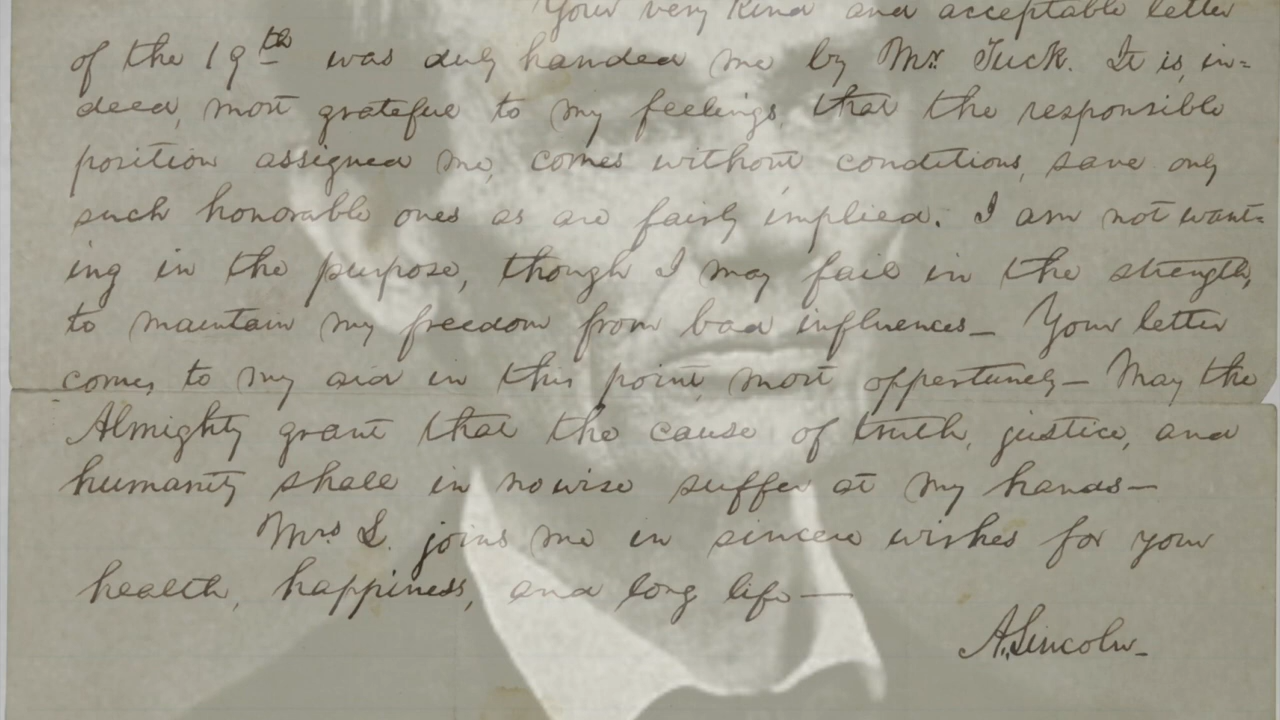 Your very kind and acceptable letter
of the 19th was duly handed me by Mr. Tuck. It is, in=
deed, most grateful to my feelings, that the responsible
position assigned me, comes without conditions, save only
such honorable ones as are fairly implied. I am not want=
ing in the purpose, though I may fail in the strength,
to maintain my freedom from bad influences— Your letter
comes to my aid in this point, most opportunely— May the
Almighty grant that the cause of truth, justice, and
humanity, shall in no wise suffer at my hands—
Mrs L. joins me in sincere wishes for your
health, happiness, and long life—
A. Lincoln—